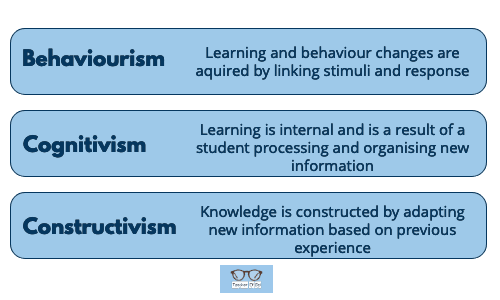 Behaviourism
Learning and behaviour changes are
aquired by linking stimuli and response
Cognitivism
Learning is internal and is a result of a
student processing and organising new
information
Constructivism
Knowledge is constructed by adapting
new information based on previous
experience